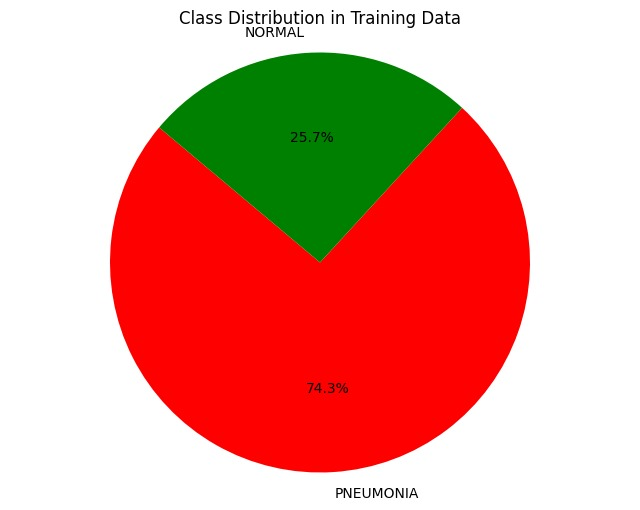 Class Distribution in Training Data
NORMAL
25.7%
74.3%
PNEUMONIA